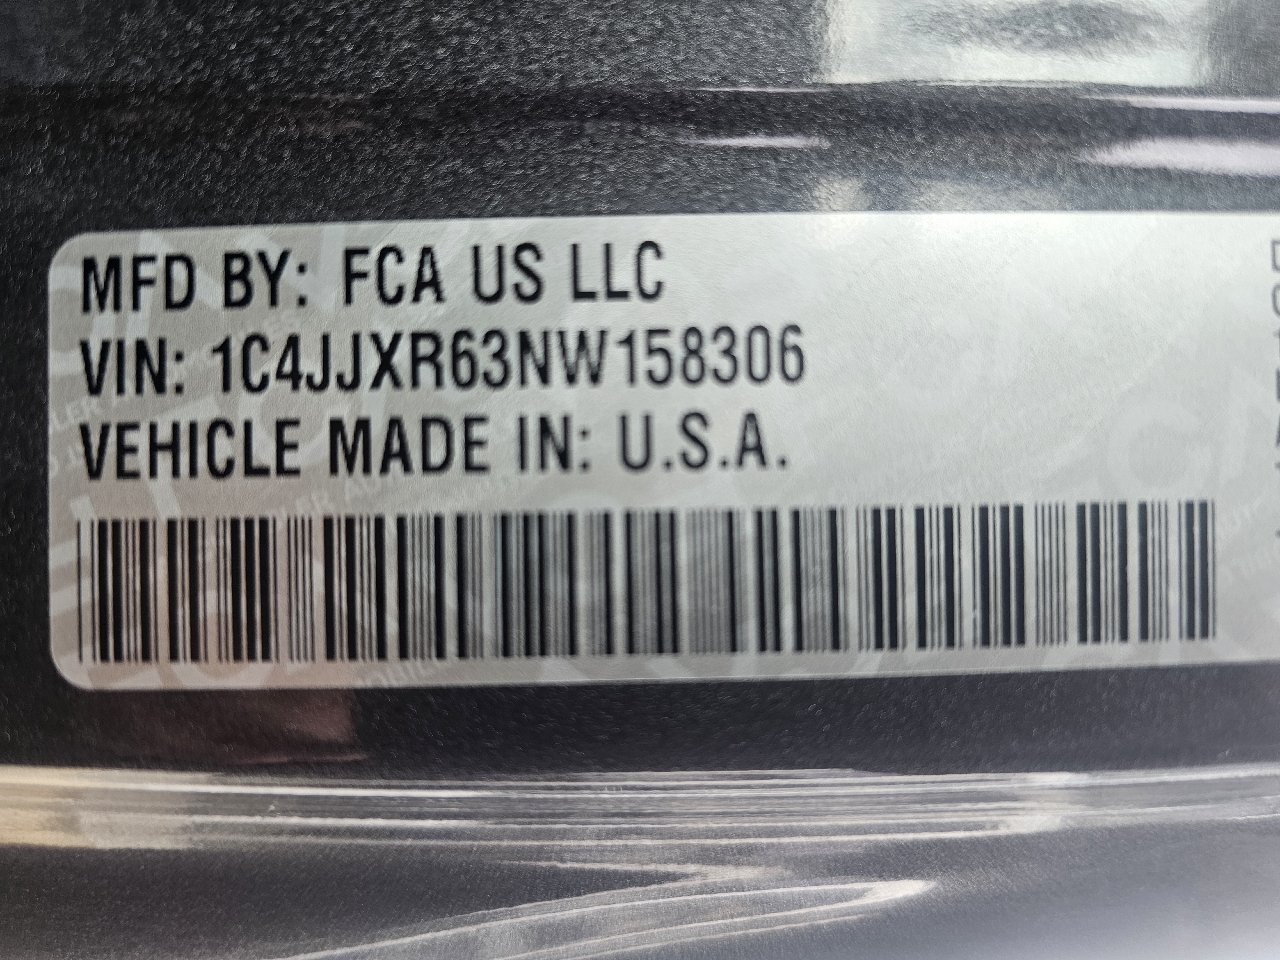 MFD BY: FCA US LLC
VIN: 1C4JJXR63NW158306
VEHICLE MADE IN: U.S.A.